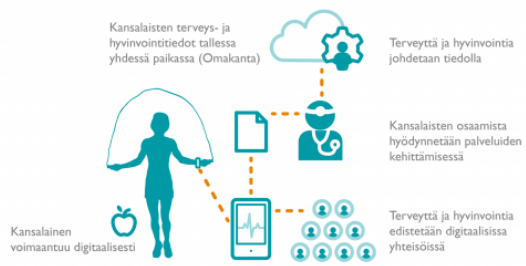 Kansalaisten terveys- ja
hyvinvointitiedot tallessa
yhdessä paikassa (Omakanta)
Terveyttä ja hyvinvointia
johdetaan tiedolla
Kansalaisten osaamista
hyödynnetään palveluiden
kehittämisessä
Kansalainen
voimaantuu digitaalisesti
Terveyttä ja hyvinvointia
edistetään digitaalisissa
yhteisöissä